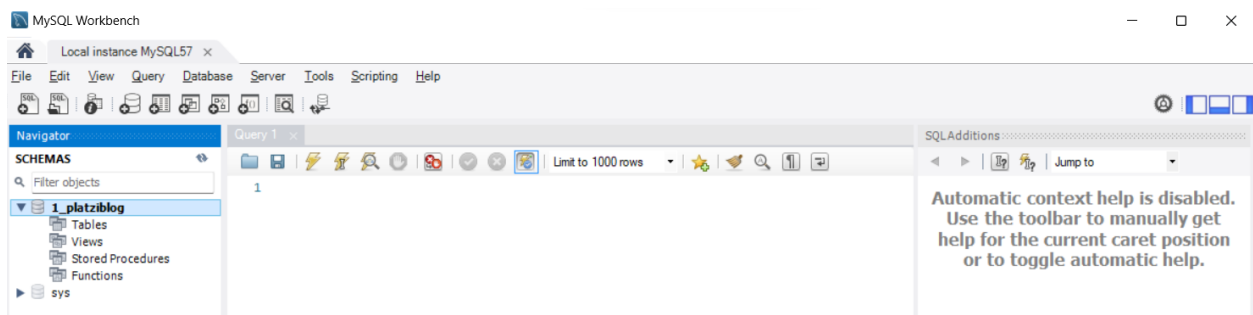 MySQL Workbench
Local instance MySQL57
File Edit View Query Database Server Tools Scripting Help
Navigator
SCHEMAS
Filter objects
1_platziblog
Tables
Views
Stored Procedures
Functions
sys
Query 1
Limit to 1000 rows
1
SQLAdditions
Jump to
Automatic context help is disabled.
Use the toolbar to manually get
help for the current caret position
or to toggle automatic help.